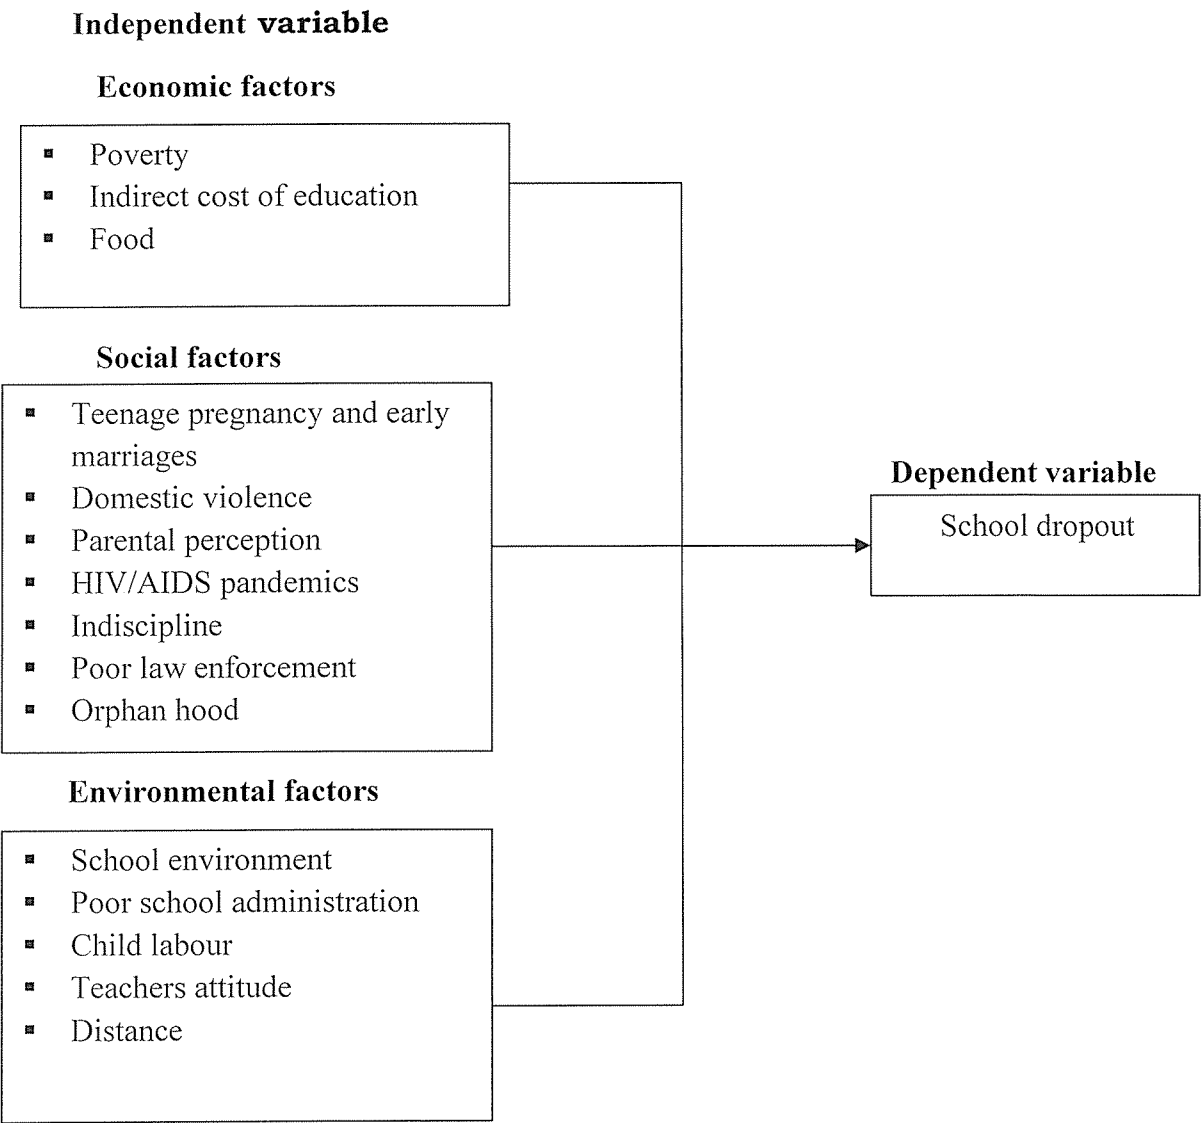 Independent variable
Economic factors
▪ Poverty
▪ Indirect cost of education
▪ Food
Social factors
▪ Teenage pregnancy and early
marriages
▪ Domestic violence
▪ Parental perception
▪ HIV/AIDS pandemics
▪ Indiscipline
▪ Poor law enforcement
▪ Orphan hood
Environmental factors
▪ School environment
▪ Poor school administration
▪ Child labour
▪ Teachers attitude
▪ Distance
Dependent variable
School dropout